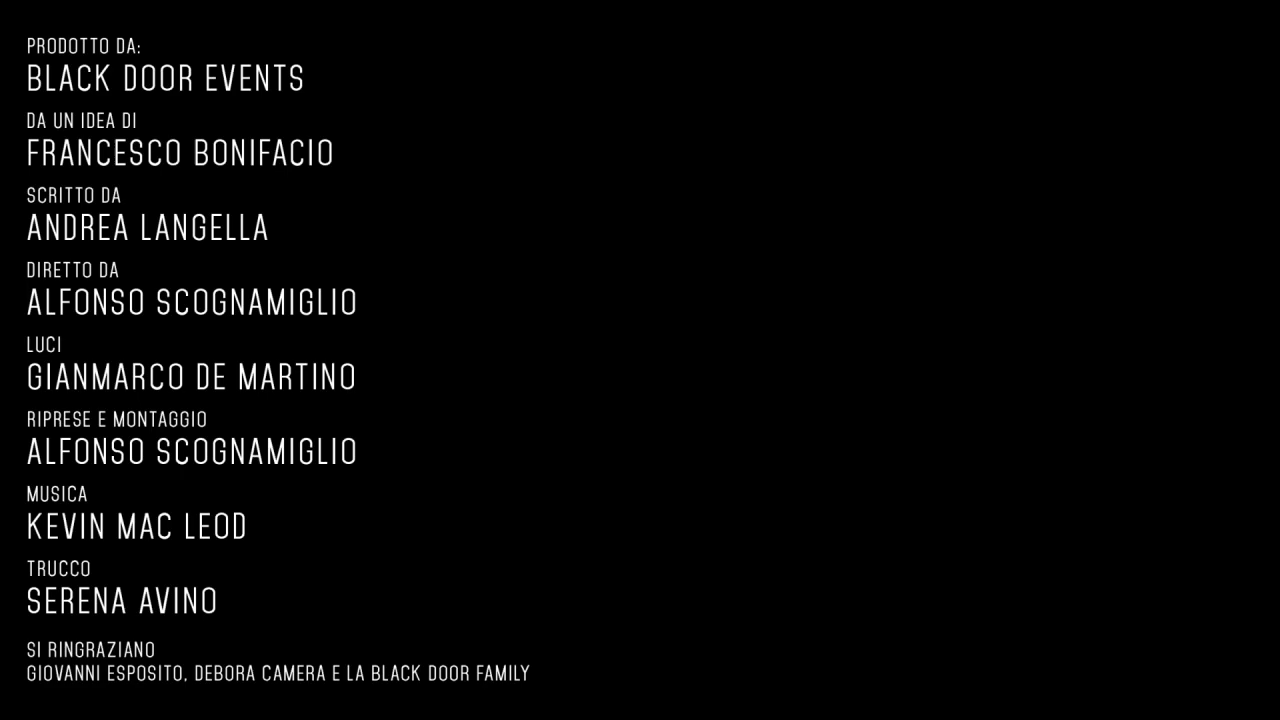 PRODOTTO DA:
BLACK DOOR EVENTS
DA UN IDEA DI
FRANCESCO BONIFACIO
SCRITTO DA
ANDREA LANGELLA
DIRETTO DA
ALFONSO SCOGNAMIGLIO
LUCI
GIANMARCO DE MARTINO
RIPRESE E MONTAGGIO
ALFONSO SCOGNAMIGLIO
MUSICA
KEVIN MAC LEOD
TRUCCO
SERENA AVINO
SI RINGRAZIANO
GIOVANNI ESPOSITO, DEBORA CAMERA E LA BLACK DOOR FAMILY